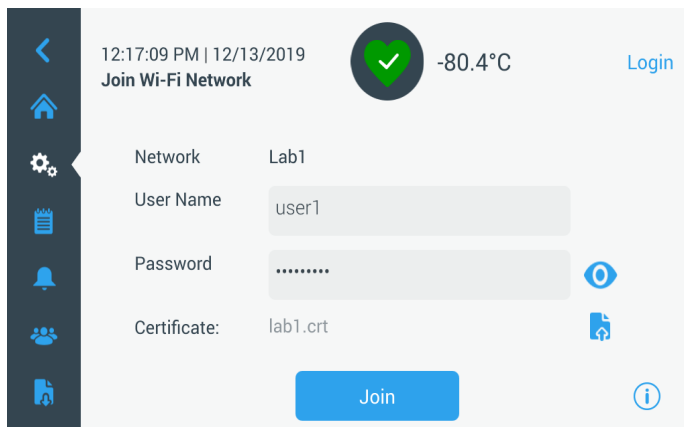 12:17:09 PM | 12/13/2019
Join Wi-Fi Network
-80.4°C
Login
Network Lab1
User Name user1
Password •••••••••
Certificate: lab1.crt
Join